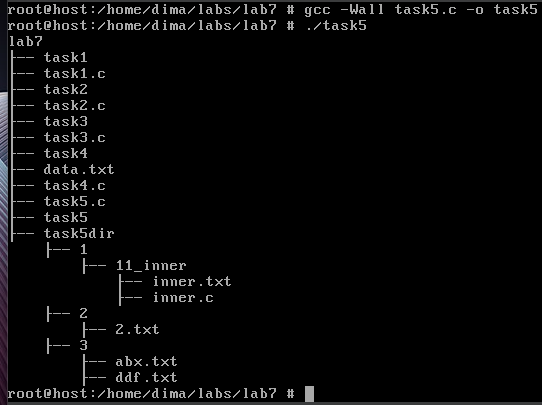 root@host:/home/dima/labs/lab7 # gcc -Wall task5.c -o task5
root@host:/home/dima/labs/lab7 # ./task5
lab7
├── task1
├── task1.c
├── task2
├── task2.c
├── task3
├── task3.c
├── task4
├── data.txt
├── task4.c
├── task5.c
├── task5
├── task5dir
    ├── 1
        ├── 11_inner
            ├── inner.txt
            ├── inner.c
    ├── 2
        ├── 2.txt
    ├── 3
        ├── abx.txt
        ├── ddf.txt
root@host:/home/dima/labs/lab7 #